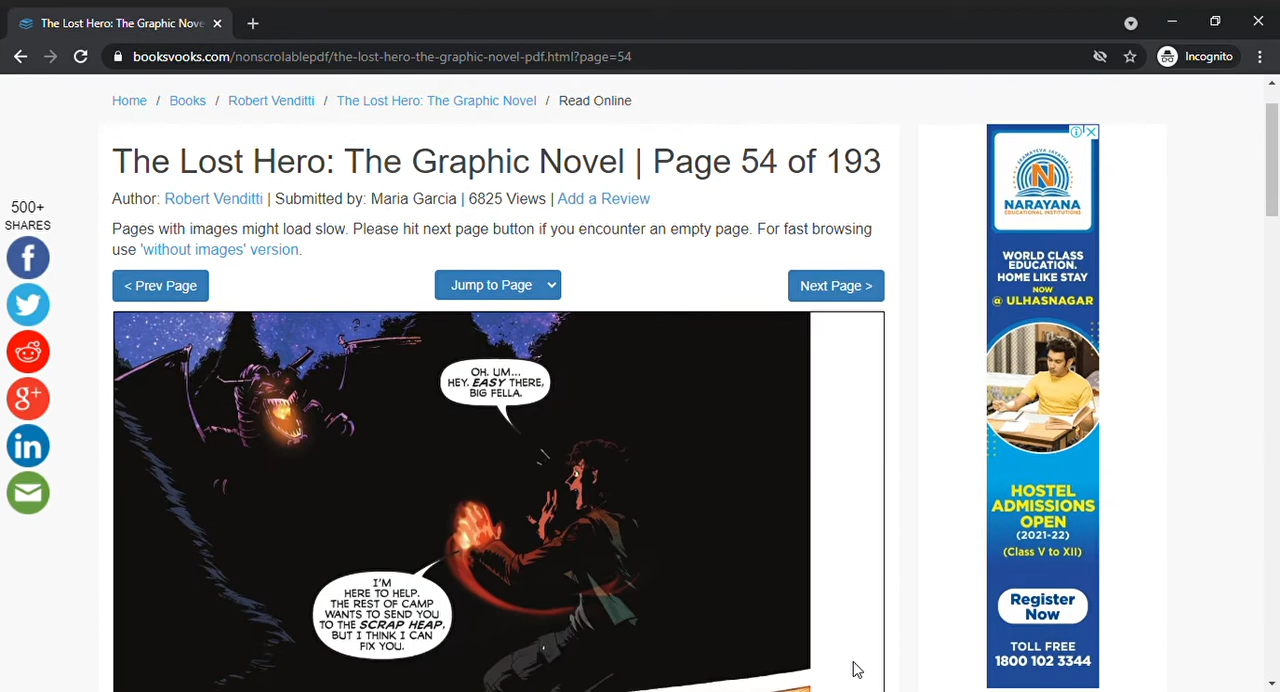 The Lost Hero: The Graphic Nove
booksvooks.com/nonscrolablepdf/the-lost-hero-the-graphic-novel-pdf.html?page=54
Incognito
Home / Books / Robert Venditti / The Lost Hero: The Graphic Novel / Read Online
The Lost Hero: The Graphic Novel | Page 54 of 193
Author: Robert Venditti | Submitted by: Maria Garcia | 6825 Views | Add a Review
Pages with images might load slow. Please hit next page button if you encounter an empty page. For fast browsing
use 'without images' version.
500+
SHARES
< Prev Page
Jump to Page
Next Page >
OH. UM...
HEY. EASY THERE,
BIG FELLA.
I'M
HERE TO HELP.
THE REST OF CAMP
WANTS TO SEND YOU
TO THE SCRAP HEAP,
BUT I THINK I CAN
FIX YOU.
N
NARAYANA
EDUCATIONAL INSTITUTIONS
WORLD CLASS
EDUCATION.
HOME LIKE STAY
NOW
@ ULHASNAGAR
HOSTEL
ADMISSIONS
OPEN
(2021-22)
(Class V to XII)
Register
Now
TOLL FREE
1800 102 3344